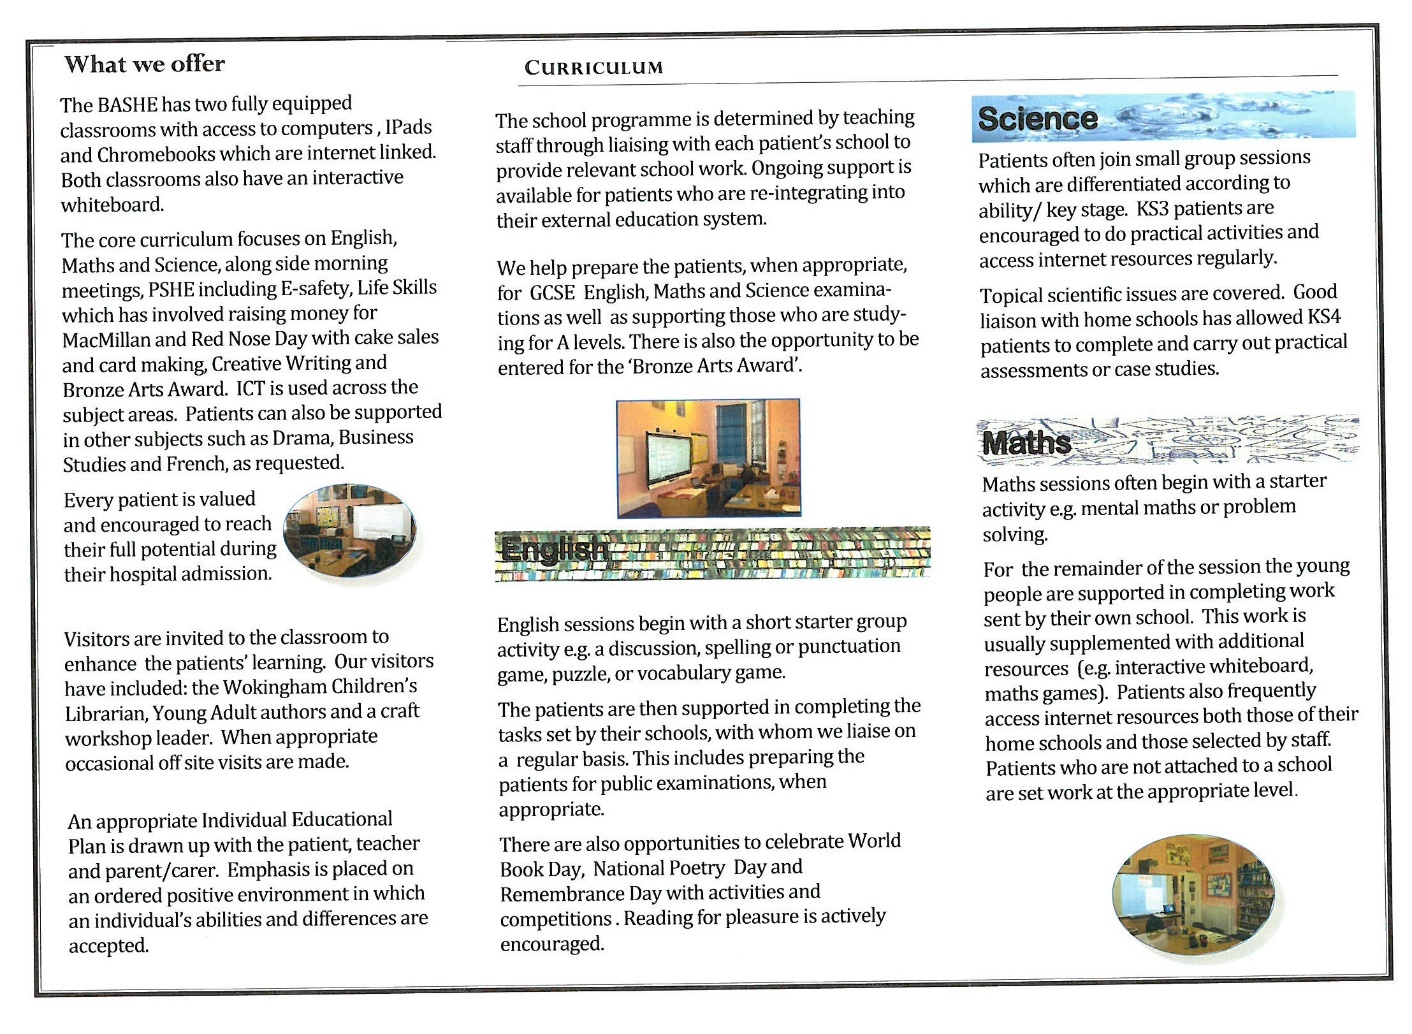 What we offer
The BASHE has two fully equipped
classrooms with access to computers , IPads
and Chromebooks which are internet linked.
Both classrooms also have an interactive
whiteboard.
The core curriculum focuses on English,
Maths and Science, along side morning
meetings, PSHE including E-safety, Life Skills
which has involved raising money for
MacMillan and Red Nose Day with cake sales
and card making, Creative Writing and
Bronze Arts Award. ICT is used across the
subject areas. Patients can also be supported
in other subjects such as Drama, Business
Studies and French, as requested.
Every patient is valued
and encouraged to reach
their full potential during
their hospital admission.
Visitors are invited to the classroom to
enhance the patients' learning. Our visitors
have included: the Wokingham Children's
Librarian, Young Adult authors and a craft
workshop leader. When appropriate
occasional off site visits are made.
An appropriate Individual Educational
Plan is drawn up with the patient, teacher
and parent/carer. Emphasis is placed on
an ordered positive environment in which
an individual's abilities and differences are
accepted.
CURRICULUM
The school programme is determined by teaching
staff through liaising with each patient's school to
provide relevant school work. Ongoing support is
available for patients who are re-integrating into
their external education system.
We help prepare the patients, when appropriate,
for GCSE English, Maths and Science examina-
tions as well as supporting those who are study-
ing for A levels. There is also the opportunity to be
entered for the 'Bronze Arts Award'.
English
English sessions begin with a short starter group
activity e.g. a discussion, spelling or punctuation
game, puzzle, or vocabulary game.
The patients are then supported in completing the
tasks set by their schools, with whom we liaise on
a regular basis. This includes preparing the
patients for public examinations, when
appropriate.
There are also opportunities to celebrate World
Book Day, National Poetry Day and
Remembrance Day with activities and
competitions . Reading for pleasure is actively
encouraged.
Science
Patients often join small group sessions
which are differentiated according to
ability/ key stage. KS3 patients are
encouraged to do practical activities and
access internet resources regularly.
Topical scientific issues are covered. Good
liaison with home schools has allowed KS4
patients to complete and carry out practical
assessments or case studies.
Maths
Maths sessions often begin with a starter
activity e.g. mental maths or problem
solving.
For the remainder of the session the young
people are supported in completing work
sent by their own school. This work is
usually supplemented with additional
resources (e.g. interactive whiteboard,
maths games). Patients also frequently
access internet resources both those of their
home schools and those selected by staff.
Patients who are not attached to a school
are set work at the appropriate level.